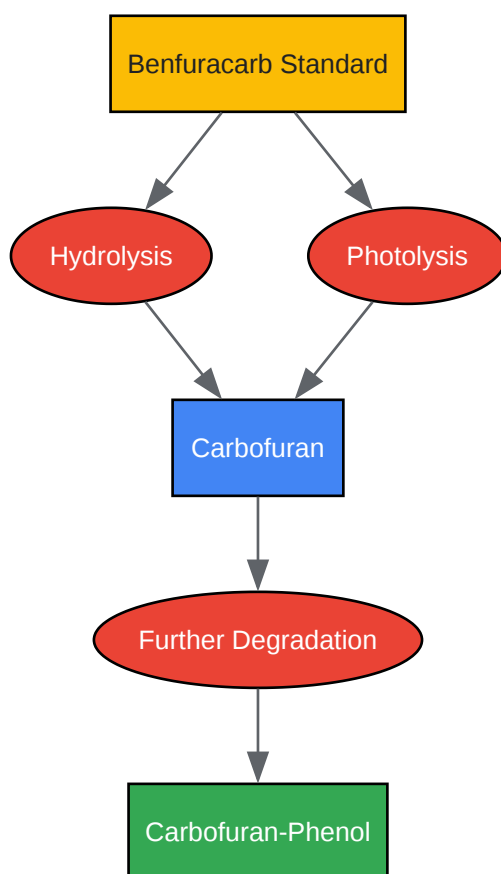 Benfuracarb Standard
Hydrolysis
Photolysis
Carbofuran
Further Degradation
Carbofuran-Phenol